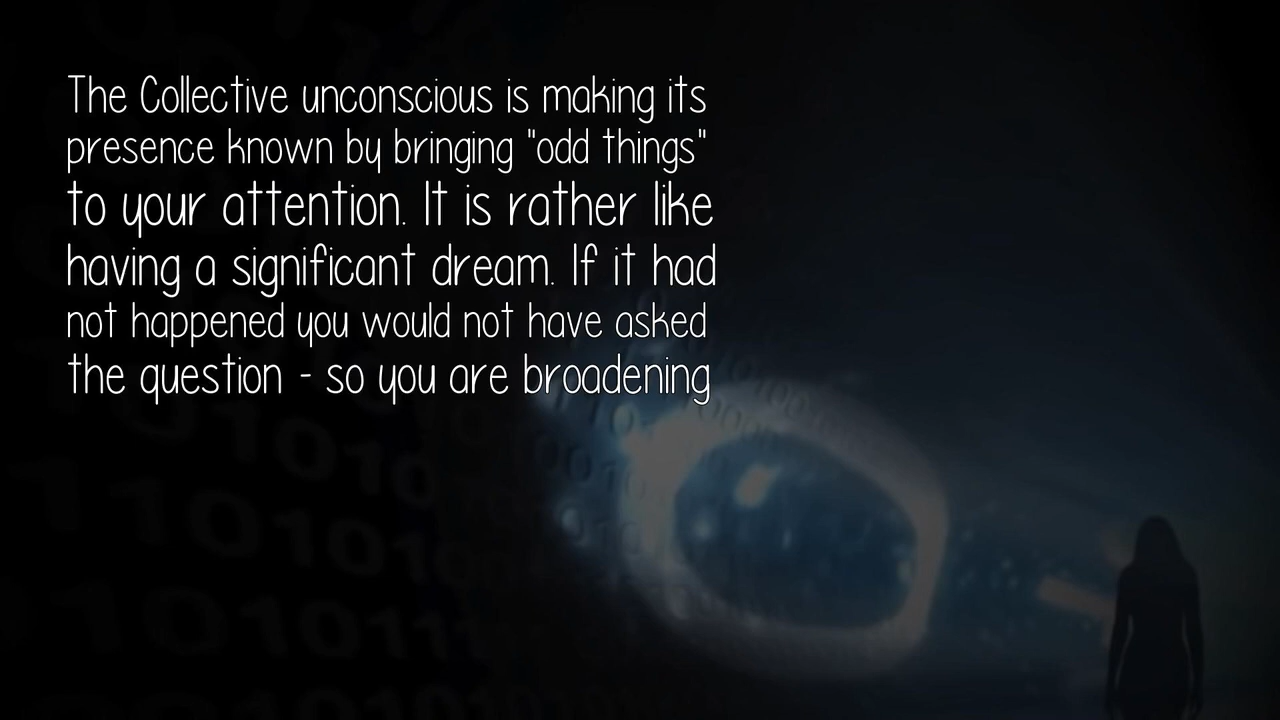 The Collective unconscious is making its
presence known by bringing "odd things"
to your attention. It is rather like
having a significant dream. If it had
not happened you would not have asked
the question - so you are broadening